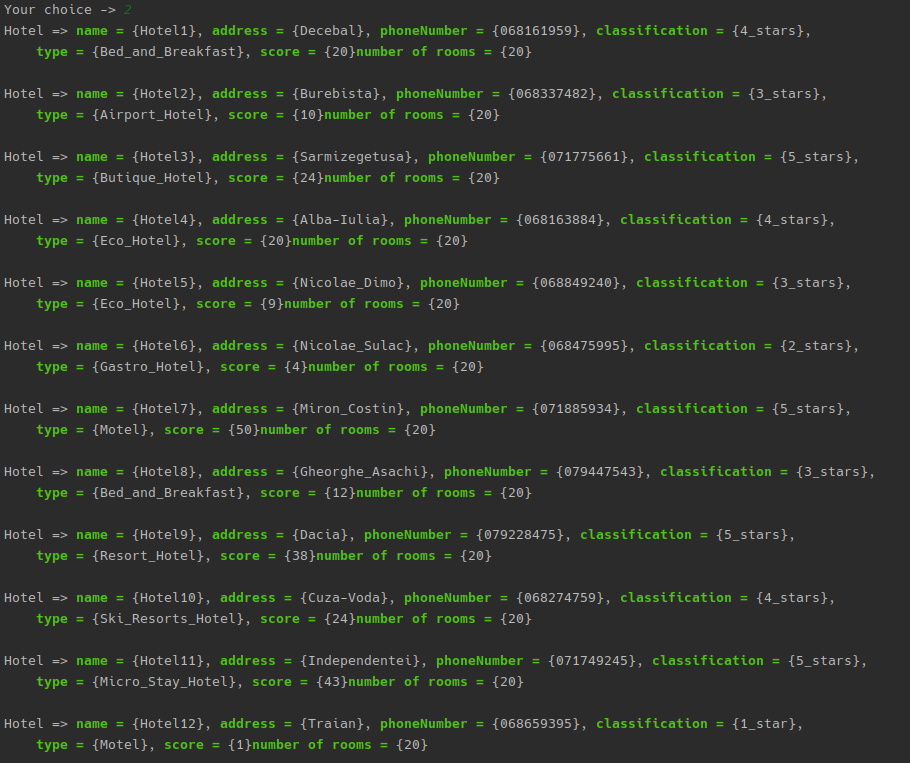 Your choice -> 2
Hotel => name = {Hotel1}, address = {Decebal}, phoneNumber = {068161959}, classification = {4_stars},
type = {Bed_and_Breakfast}, score = {20}number of rooms = {20}
Hotel => name = {Hotel2}, address = {Burebista}, phoneNumber = {068337482}, classification = {3_stars},
type = {Airport_Hotel}, score = {10}number of rooms = {20}
Hotel => name = {Hotel3}, address = {Sarmizegetusa}, phoneNumber = {071775661}, classification = {5_stars},
type = {Butique_Hotel}, score = {24}number of rooms = {20}
Hotel => name = {Hotel4}, address = {Alba-Iulia}, phoneNumber = {068163884}, classification = {4_stars},
type = {Eco_Hotel}, score = {20}number of rooms = {20}
Hotel => name = {Hotel5}, address = {Nicolae_Dimo}, phoneNumber = {068849240}, classification = {3_stars},
type = {Eco_Hotel}, score = {9}number of rooms = {20}
Hotel => name = {Hotel6}, address = {Nicolae_Sulac}, phoneNumber = {068475995}, classification = {2_stars},
type = {Gastro_Hotel}, score = {4}number of rooms = {20}
Hotel => name = {Hotel7}, address = {Miron_Costin}, phoneNumber = {071885934}, classification = {5_stars},
type = {Motel}, score = {50}number of rooms = {20}
Hotel => name = {Hotel8}, address = {Gheorghe_Asachi}, phoneNumber = {079447543}, classification = {3_stars},
type = {Bed_and_Breakfast}, score = {12}number of rooms = {20}
Hotel => name = {Hotel9}, address = {Dacia}, phoneNumber = {079228475}, classification = {5_stars},
type = {Resort_Hotel}, score = {38}number of rooms = {20}
Hotel => name = {Hotel10}, address = {Cuza-Voda}, phoneNumber = {068274759}, classification = {4_stars},
type = {Ski_Resorts_Hotel}, score = {24}number of rooms = {20}
Hotel => name = {Hotel11}, address = {Independentei}, phoneNumber = {071749245}, classification = {5_stars},
type = {Micro_Stay_Hotel}, score = {43}number of rooms = {20}
Hotel => name = {Hotel12}, address = {Traian}, phoneNumber = {068659395}, classification = {1_star},
type = {Motel}, score = {1}number of rooms = {20}